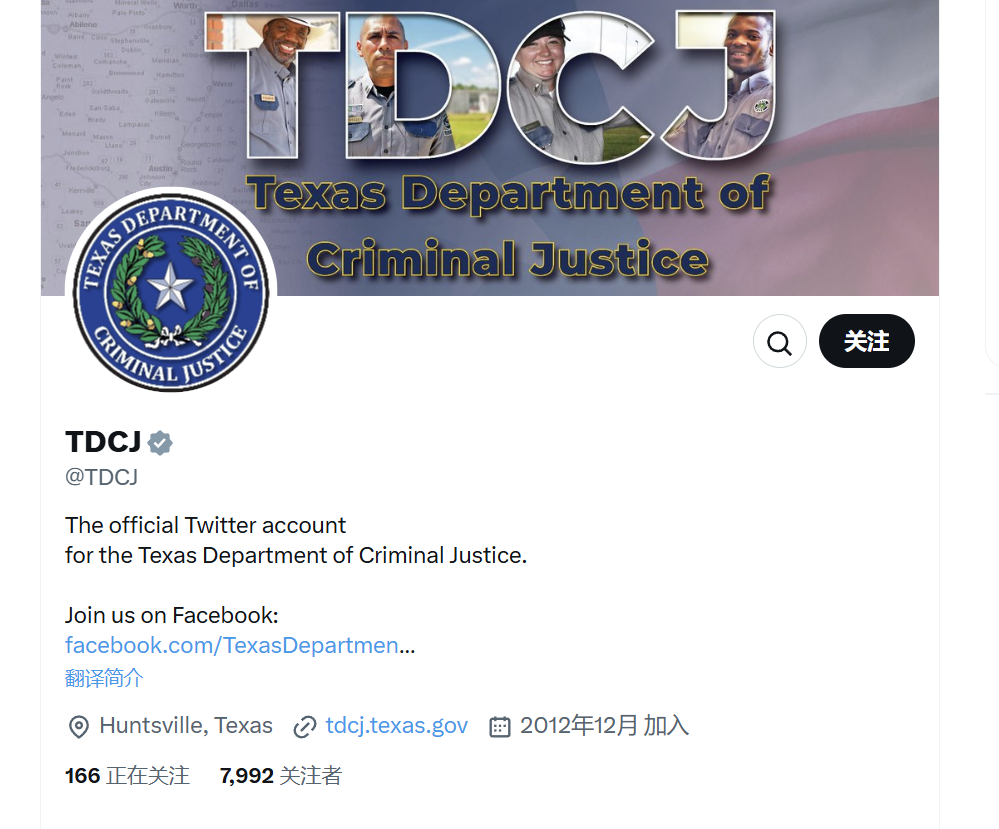 TDCJ
Texas Department of
Criminal Justice
TEXAS DEPARTMENT OF
CRIMINAL JUSTICE
关注
TDCJ
@TDCJ
The official Twitter account
for the Texas Department of Criminal Justice.
Join us on Facebook:
facebook.com/TexasDepartmen...
翻译简介
Huntsville, Texas tdcj.texas.gov 2012年12月 加入
166 正在关注 7,992 关注者